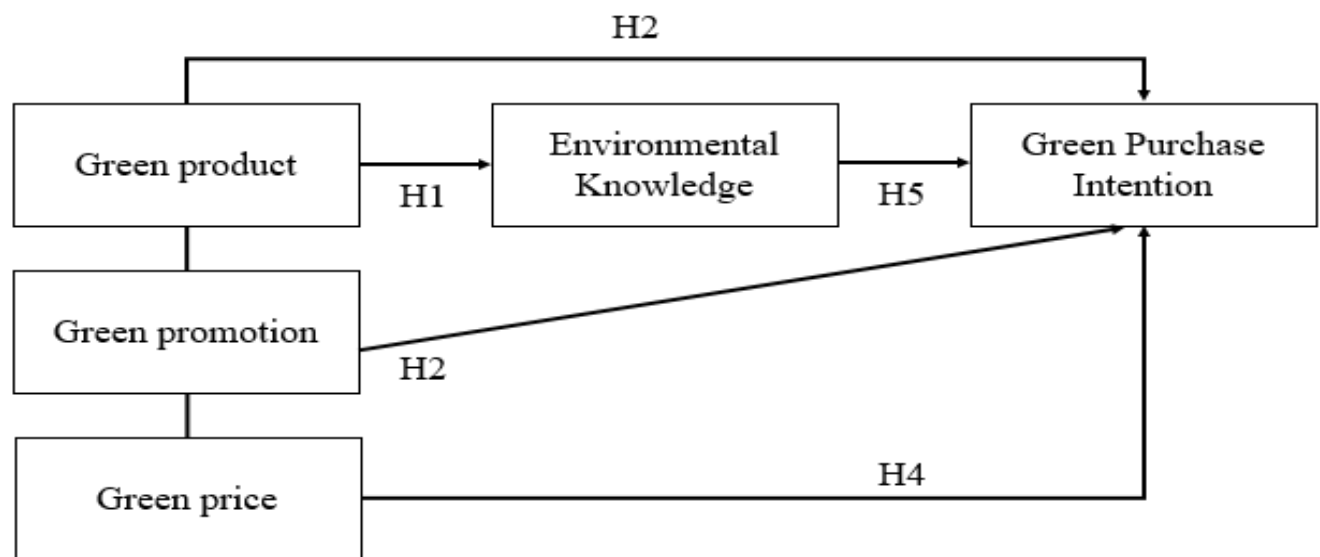 H2
Green product
H1
Environmental
Knowledge
H5
Green Purchase
Intention
Green promotion
H2
Green price
H4